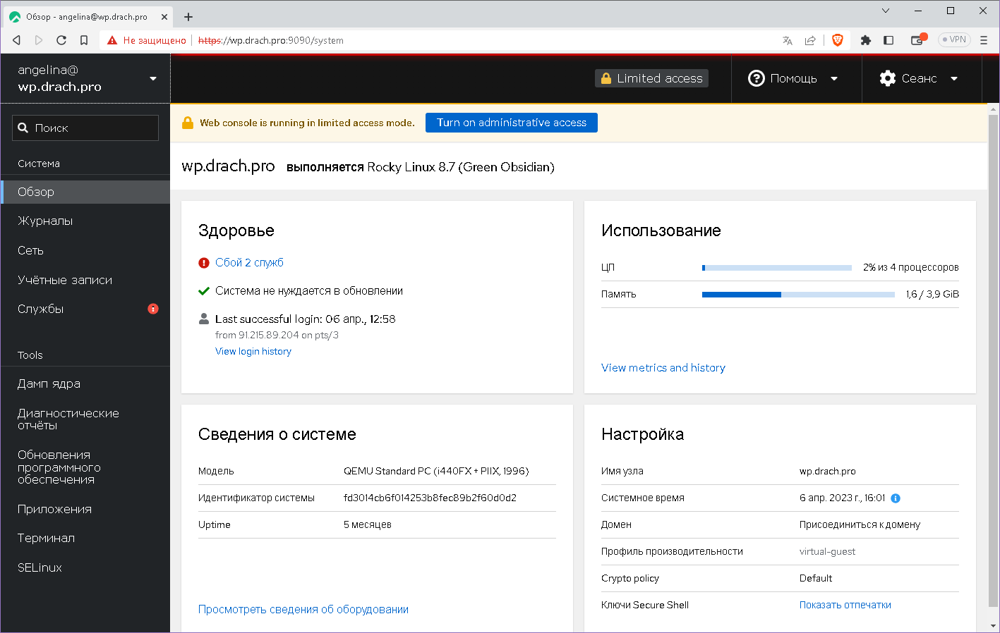 Обзор - angelina@wp.drach.pro
Не защищено
https://wp.drach.pro:9090/system
VPN
angelina@
wp.drach.pro
Limited access
Помощь
Сеанс
Поиск
Web console is running in limited access mode.
Turn on administrative access
wp.drach.pro выполняется Rocky Linux 8.7 (Green Obsidian)
Система
Обзор
Журналы
Сеть
Учётные записи
Службы
Tools
Дамп ядра
Диагностические
отчёты
Обновления
программного
обеспечения
Приложения
Терминал
SELinux
Здоровье
Сбой 2 служб
Система не нуждается в обновлении
Last successful login: 06 апр., 12:58
from 91.215.89.204 on pts/3
View login history
Использование
ЦП 2% из 4 процессоров
Память 1,6 / 3,9 GiB
View metrics and history
Сведения о системе
Модель QEMU Standard PC (i440FX + PIIX, 1996)
Идентификатор системы fd3014cb6f014253b8fec89b2f60d0d2
Uptime 5 месяцев
Просмотреть сведения об оборудовании
Настройка
Имя узла wp.drach.pro
Системное время 6 апр. 2023 г., 16:01
Домен Присоединиться к домену
Профиль производительности virtual-guest
Crypto policy Default
Ключи Secure Shell Показать отпечатки